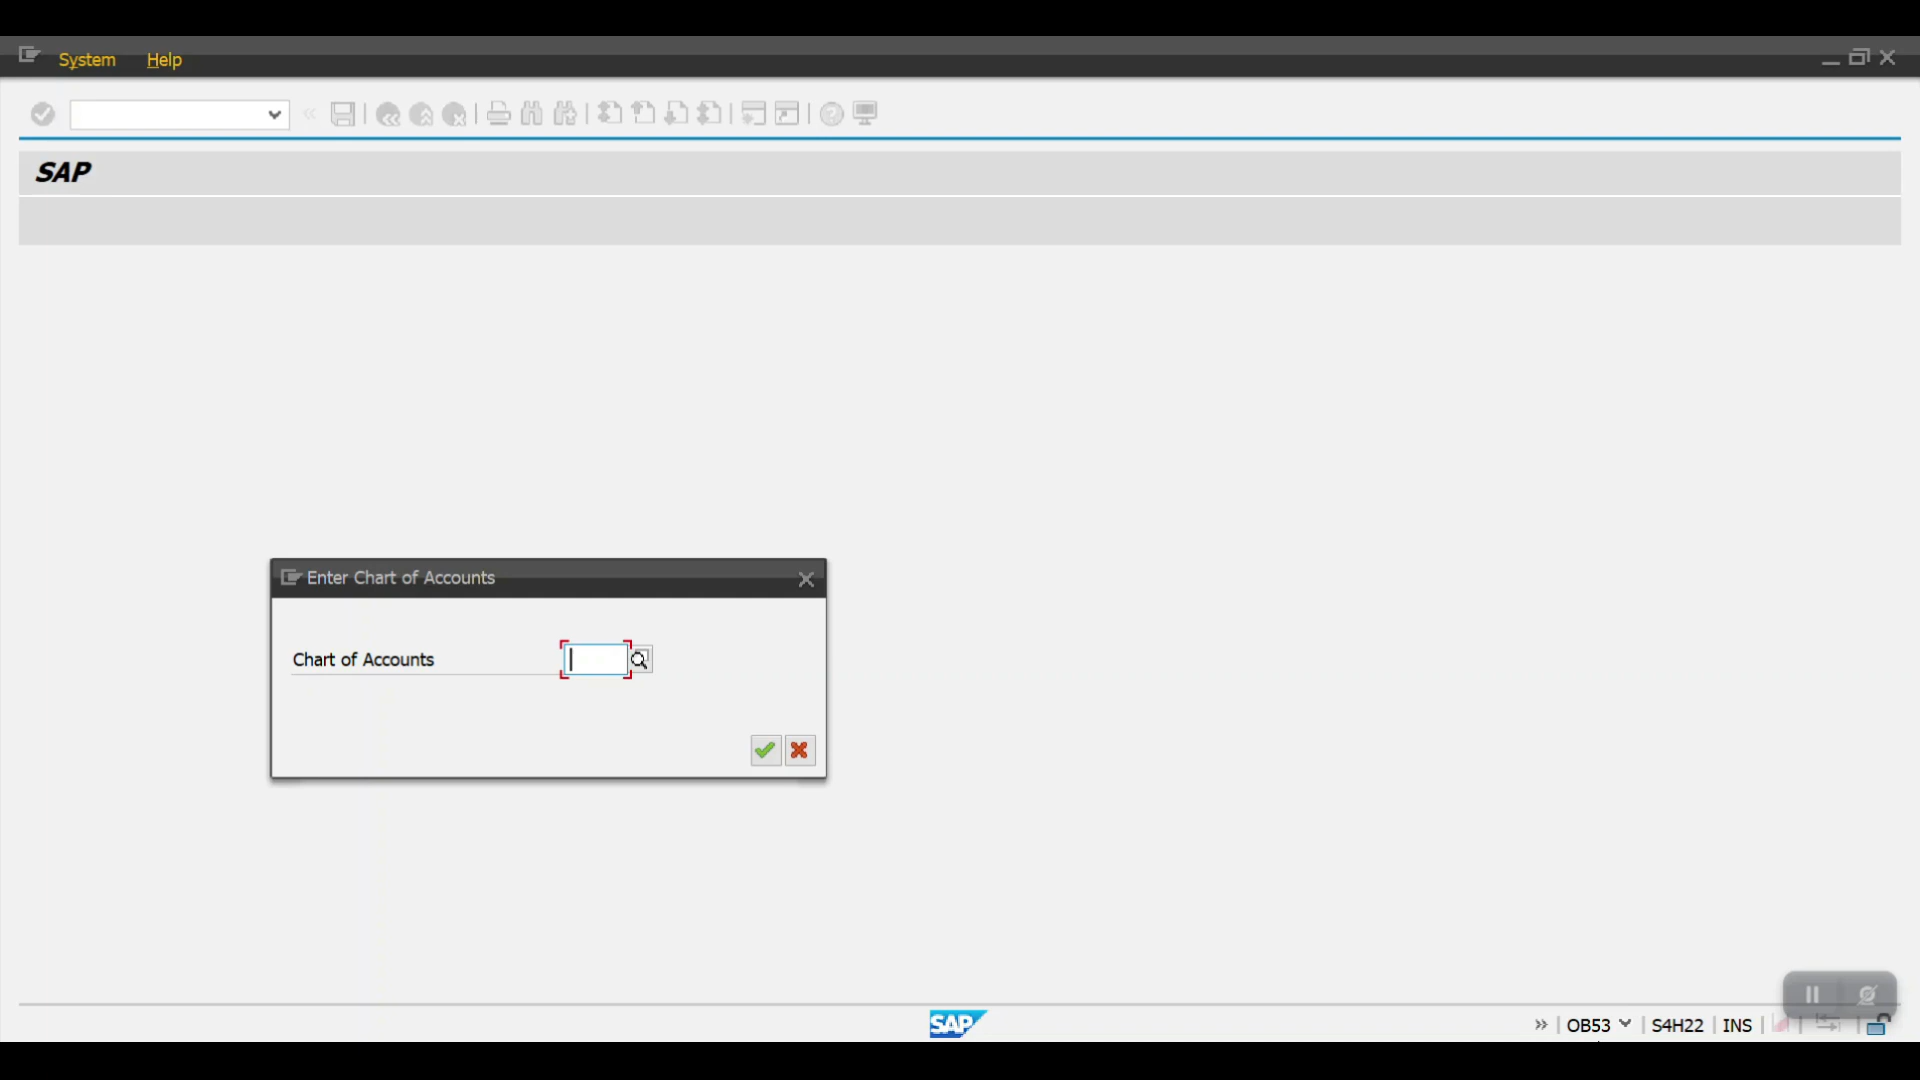 System Help
SAP
Enter Chart of Accounts
Chart of Accounts
SAP OB53 S4H22 INS